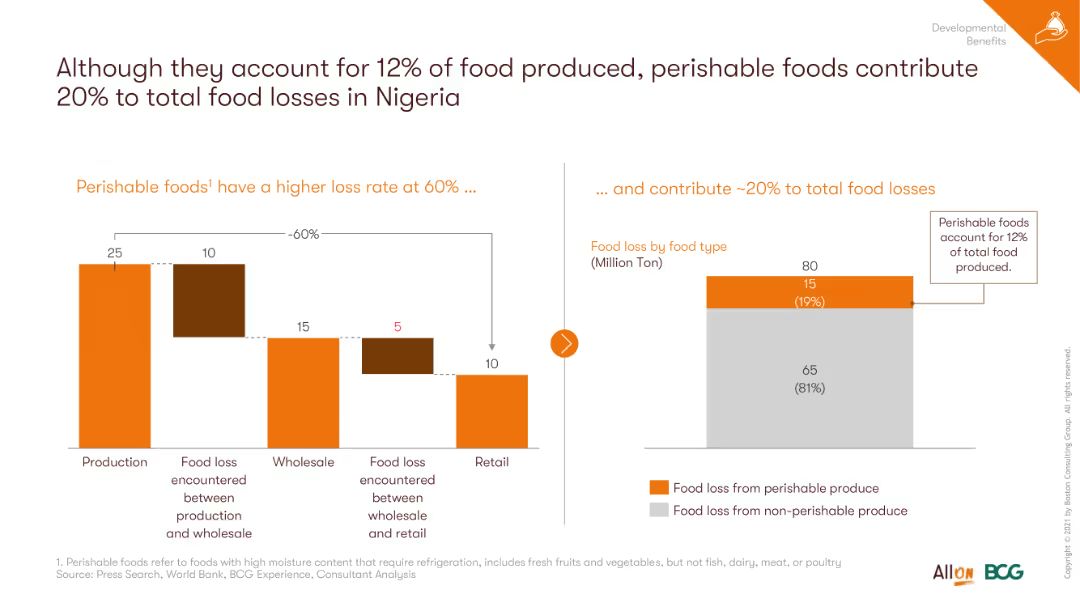 Developmental
Benefits
Although they account for 12% of food produced, perishable foods contribute
20% to total food losses in Nigeria
Perishable foods¹ have a higher loss rate at 60% ...
-60%
25
10
15
5
10
Production
Food loss
encountered
between
production
and wholesale
Wholesale
Food loss
encountered
between
wholesale
and retail
Retail
... and contribute ~20% to total food losses
Food loss by food type
(Million Ton)
Perishable foods
account for 12%
of total food
produced.
80
15
(19%)
65
(81%)
Food loss from perishable produce
Food loss from non-perishable produce
1. Perishable foods refer to foods with high moisture content that require refrigeration, includes fresh fruits and vegetables, but not fish, dairy, meat, or poultry
Source: Press Search, World Bank, BCG Experience, Consultant Analysis
All on BCG
Copyright © 2021 by Boston Consulting Group. All rights reserved.